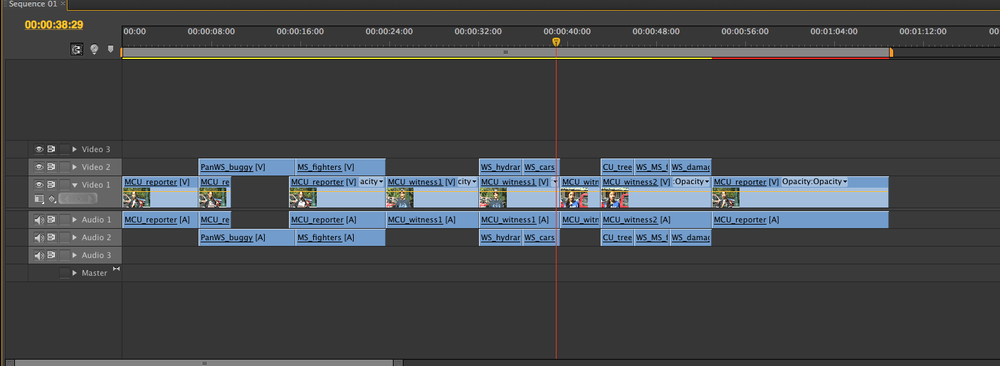 Sequence 01 ×
00:00:38:29
00:00 00:00:08:00 00:00:16:00 00:00:24:00 00:00:32:00 00:00:40:00 00:00:48:00 00:00:56:00 00:01:04:00 00:01:12:00 00
Video 3
Video 2 PanWS_buggy [V] MS_fighters [V] WS_hydrar WS_cars CU_tree WS_MS_f WS_damag
Video 1 MCU_reporter [V] MCU_re MCU_reporter [V] acity MCU_witness1 [V] city MCU_witness1 [V] MCU_witn MCU_witness2 [V] :Opacity MCU_reporter [V] Opacity:Opacity
Audio 1 MCU_reporter [A] MCU_re MCU_reporter [A] MCU_witness1 [A] MCU_witness1 [A] MCU_witn MCU_witness2 [A] MCU_reporter [A]
Audio 2 PanWS_buggy [A] MS_fighters [A] WS_hydrar WS_cars CU_tree WS_MS_f WS_damag
Audio 3
Master